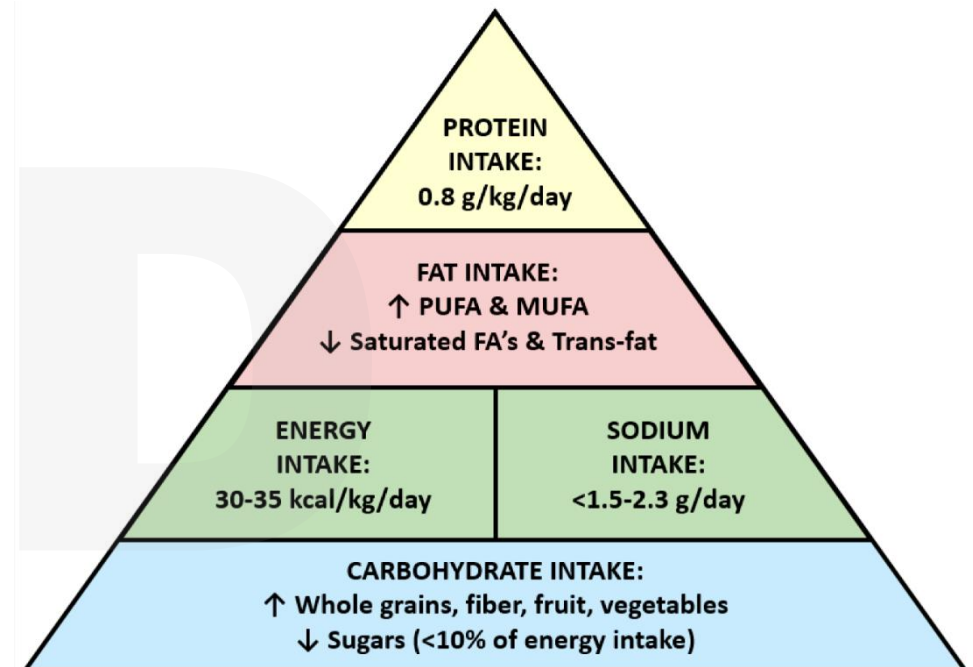 PROTEIN
INTAKE:
0.8 g/kg/day
FAT INTAKE:
↑ PUFA & MUFA
↓ Saturated FA's & Trans-fat
ENERGY
INTAKE:
30-35 kcal/kg/day
SODIUM
INTAKE:
<1.5-2.3 g/day
CARBOHYDRATE INTAKE:
↑ Whole grains, fiber, fruit, vegetables
↓ Sugars (<10% of energy intake)